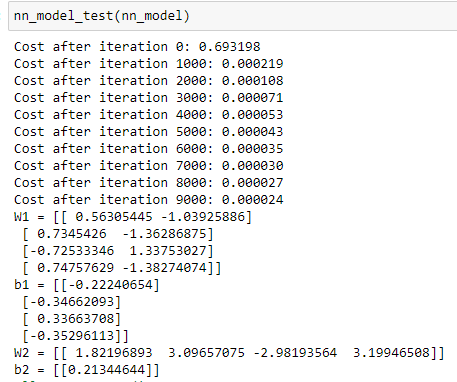 nn_model_test(nn_model)
Cost after iteration 0: 0.693198
Cost after iteration 1000: 0.000219
Cost after iteration 2000: 0.000108
Cost after iteration 3000: 0.000071
Cost after iteration 4000: 0.000053
Cost after iteration 5000: 0.000043
Cost after iteration 6000: 0.000035
Cost after iteration 7000: 0.000030
Cost after iteration 8000: 0.000027
Cost after iteration 9000: 0.000024
W1 = [[ 0.56305445 -1.03925886]
 [ 0.7345426  -1.36286875]
 [-0.72533346  1.33753027]
 [ 0.74757629 -1.38274074]]
b1 = [[-0.22240654]
 [-0.34662093]
 [ 0.33663708]
 [-0.35296113]]
W2 = [[ 1.82196893  3.09657075 -2.98193564  3.19946508]]
b2 = [[0.21344644]]